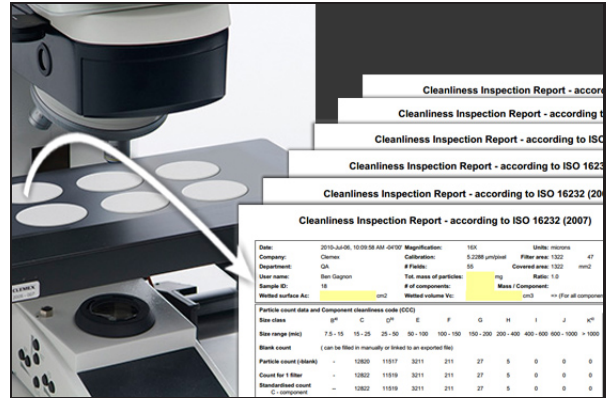 Cleanliness Inspection Report - accord
Cleanliness Inspection Report - according t
Cleanliness Inspection Report - according to ISO
Cleanliness Inspection Report - according to ISO 1623
Cleanliness Inspection Report - according to ISO 16232 (20
Cleanliness Inspection Report - according to ISO 16232 (2007)
Date: 2010-Jul-06, 10:09:58 AM -04'00' Magnification: 16X Units: microns
Company: Clemex Calibration: 5.2288 µm/pixel Filter area: 1322 47
Department: QA # Fields: 55 Covered area: 1322 mm2
User name: Ben Gagnon Tot. mass of particles: mg Ratio: 1.0
Sample ID: 18 # of components: Mass / Component:
Wetted surface Ac: cm2 Wetted volume Vc: cm3 == (For all component
Particle count data and Component cleanliness code (CCC)
Size class B C D E F G H I J K
Size range (mic) 7.5 - 15 15 - 25 25 - 50 50 - 100 100 - 150 150 - 200 200 - 400 400 - 600 600 - 1000 > 1000
Blank count ( can be filled in manually or linked to an exported file)
Particle count (-blank) - 12820 11517 3211 211 27 5 0 0 0
Count for 1 filter - 12822 11519 3211 211 27 5 0 0 0
Standardised count - 12822 11519 3211 211 27 5 0 0 0
C - component
CLEMEX